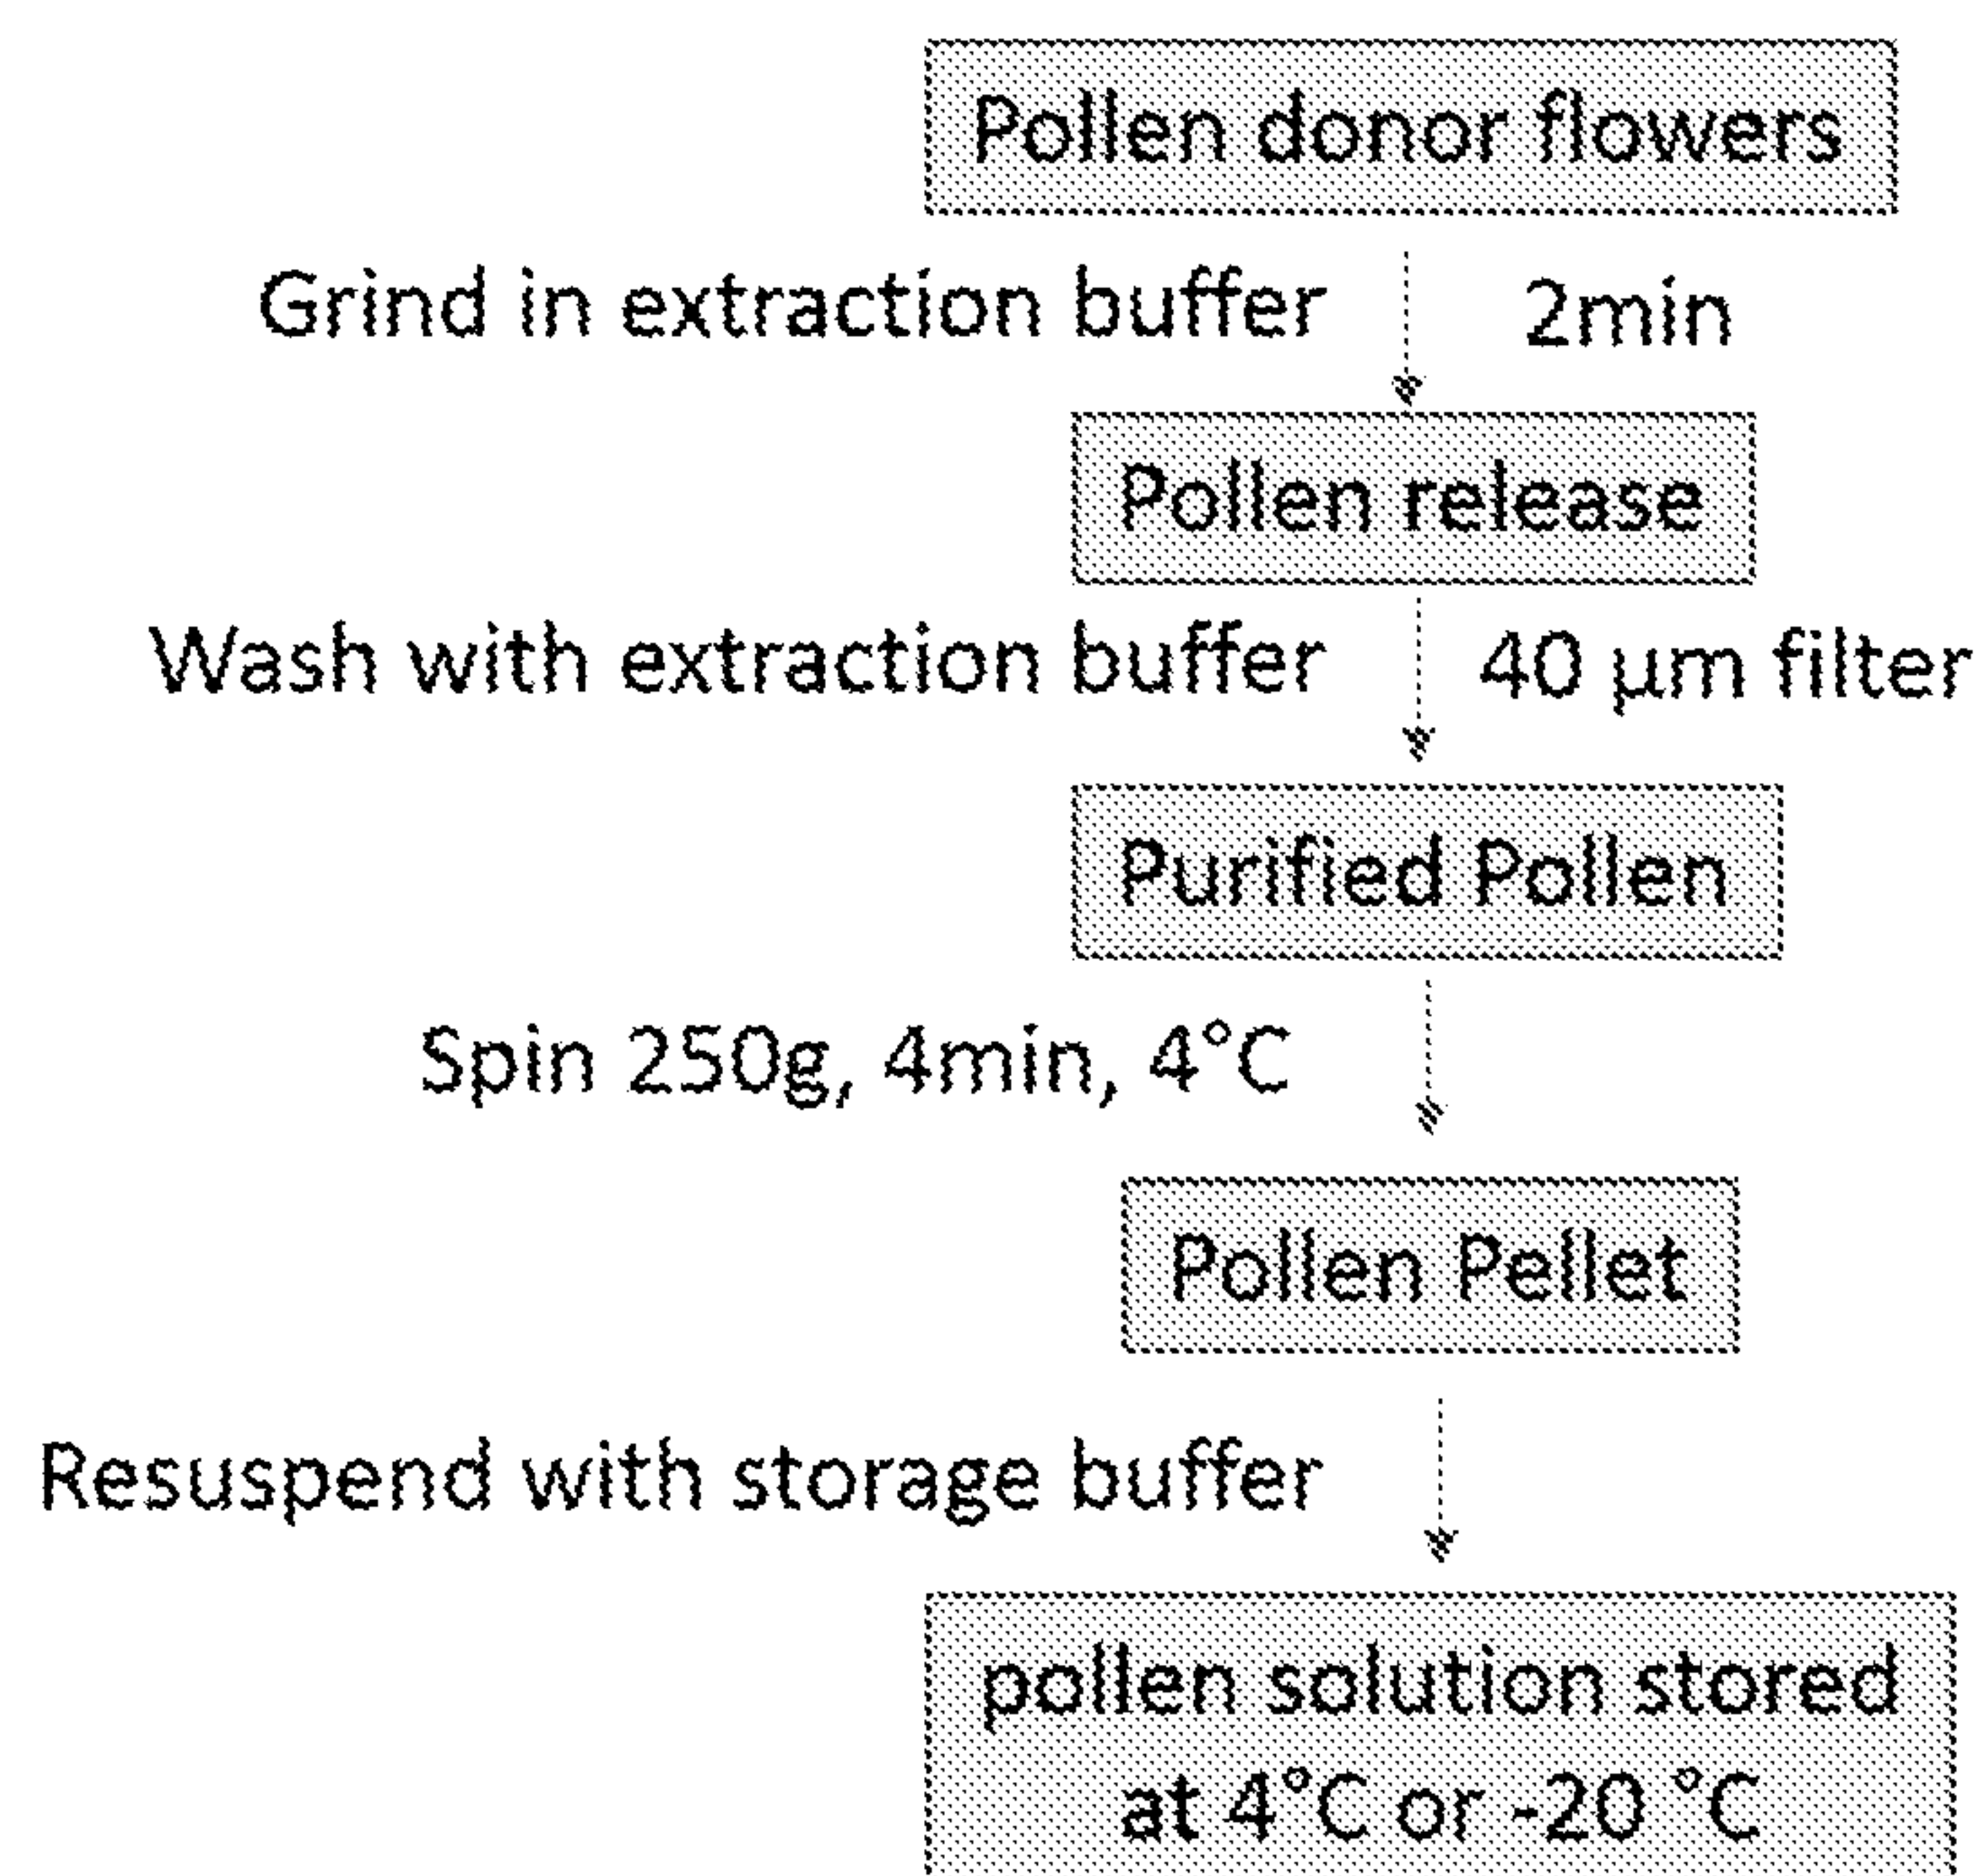 Pollen donor flowers
Grind in extraction buffer
2min
Pollen release
Wash with extraction buffer
40 µm filter
Purified Pollen
Spin 250g, 4min, 4°C
Pollen Pellet
Resuspend with storage buffer
pollen solution stored
at 4°C or -20 °C